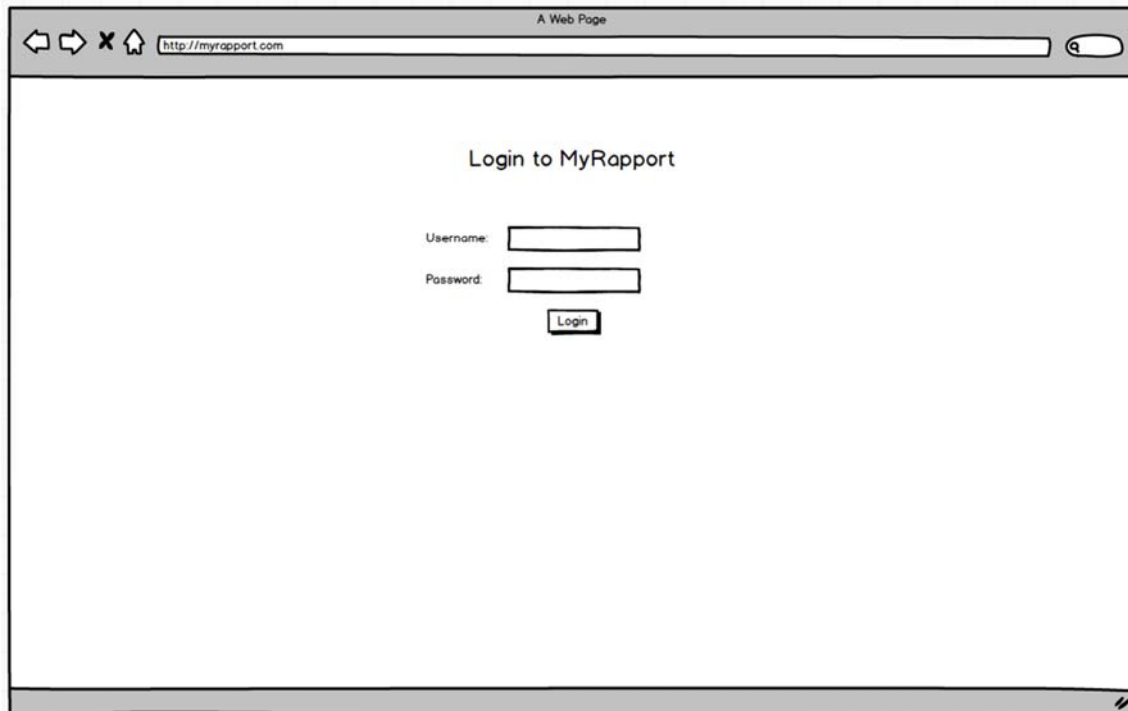 A Web Page
http://myrapport.com
Login to MyRapport
Username:
Password:
Login